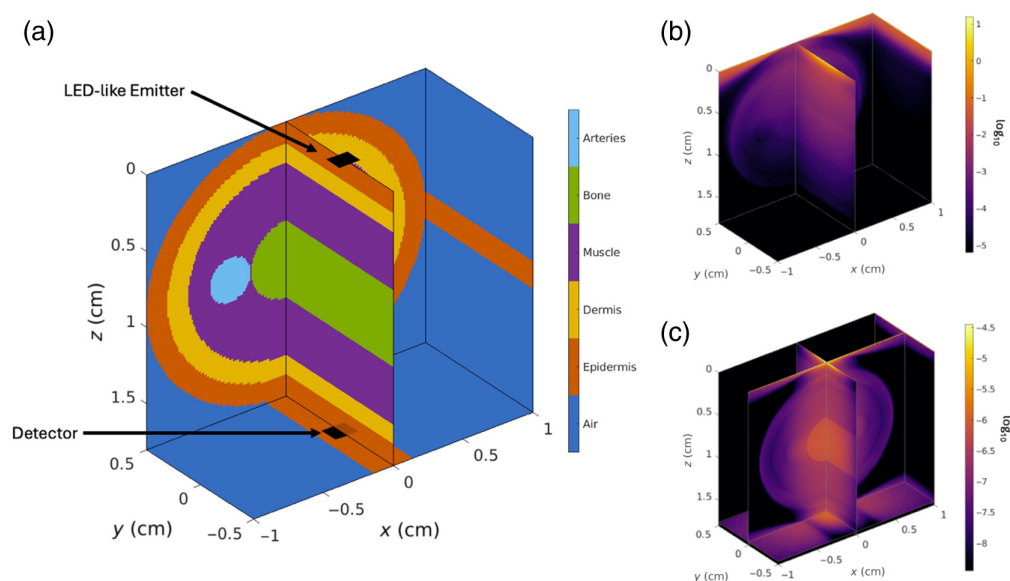 (a)
LED-like Emitter
Detector
0
0.5
1
1.5
z (cm)
0.5
0
−0.5
y (cm)
−1
−0.5
0
0.5
1
x (cm)
Arteries
Bone
Muscle
Dermis
Epidermis
Air
(b)
0
0.5
1
1.5
z (cm)
0.5
0
−0.5
y (cm)
−1
−0.5
0
0.5
1
x (cm)
1
0
−1
−2
−3
−4
−5
log10
(c)
0
0.5
1
1.5
z (cm)
0.5
0
−0.5
y (cm)
−1
−0.5
0
0.5
1
x (cm)
−4.5
−5
−5.5
−6
−6.5
−7
−7.5
−8
log10